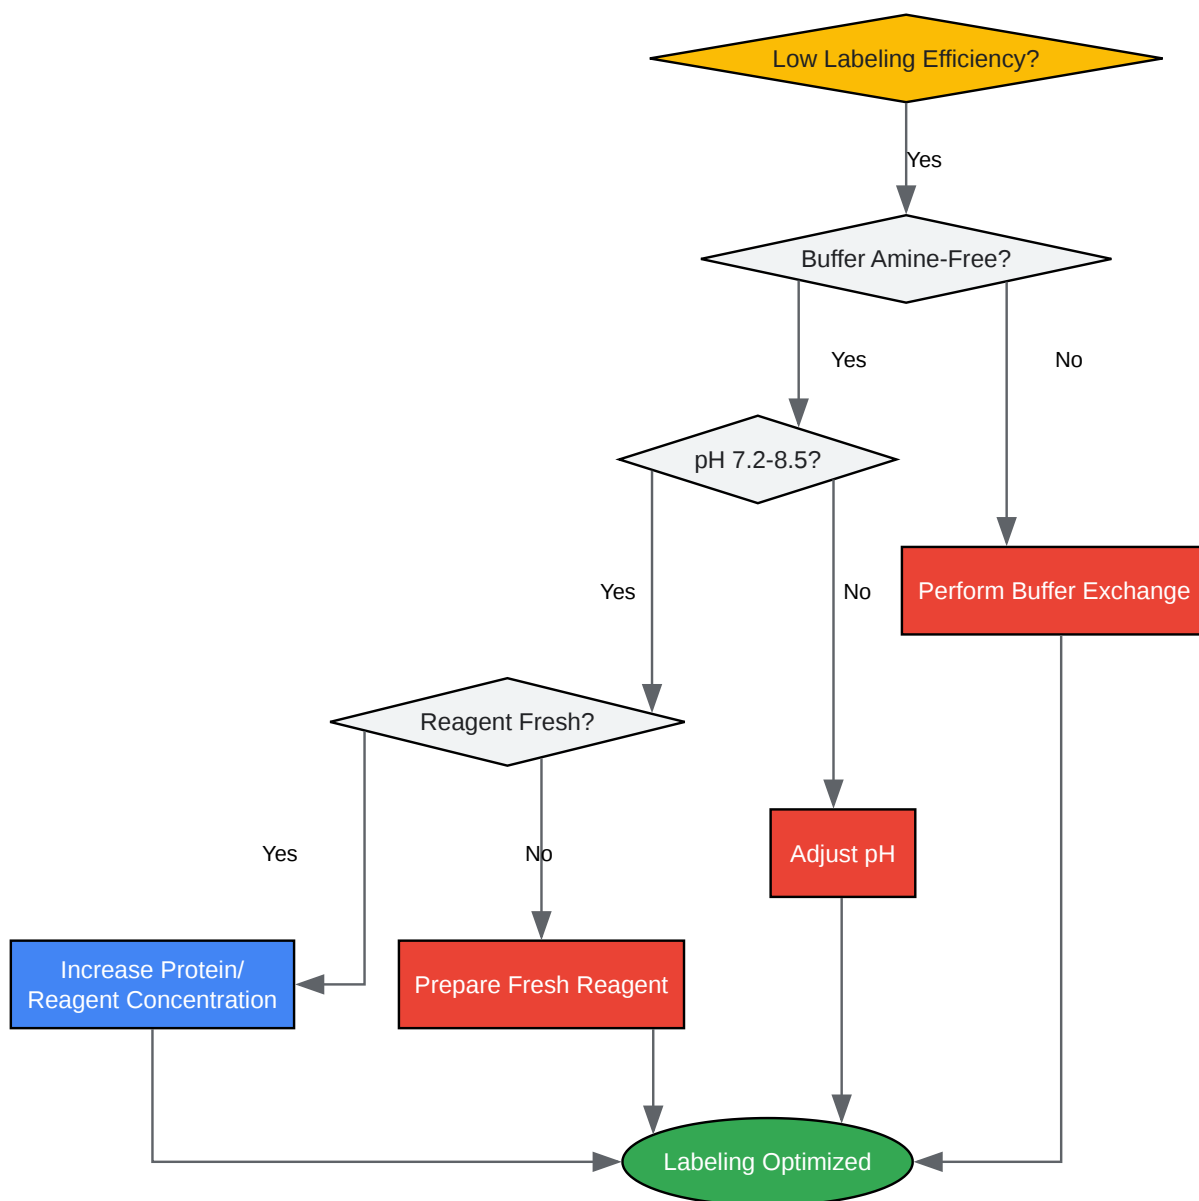 Low Labeling Efficiency?
Yes
Buffer Amine-Free?
Yes
No
pH 7.2-8.5?
Yes
No
Perform Buffer Exchange
Reagent Fresh?
Yes
No
Adjust pH
Increase Protein/
Reagent Concentration
Prepare Fresh Reagent
Labeling Optimized